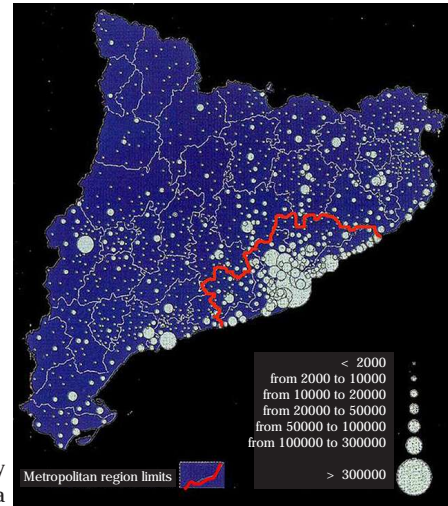 < 2000
from 2000 to 10000
from 10000 to 20000
from 20000 to 50000
from 50000 to 100000
from 100000 to 300000
> 300000
Metropolitan region limits
y
a